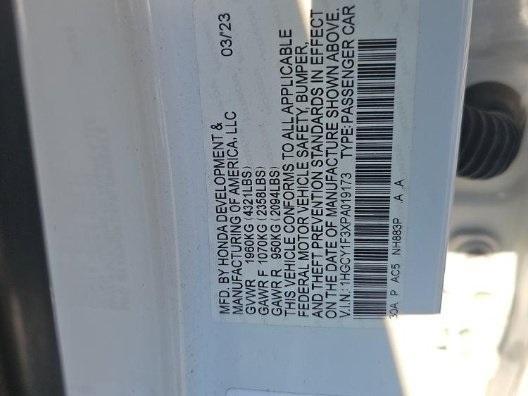 MFD. BY HONDA DEVELOPMENT & 03/23
MANUFACTURING OF AMERICA, LLC
GVWR 1960KG(4321LBS)
GAWR F 1070KG(2358LBS)
GAWR R 950KG(2094LBS)
THIS VEHICLE CONFORMS TO ALL APPLICABLE
FEDERAL MOTOR VEHICLE SAFETY, BUMPER,
AND THEFT PREVENTION STANDARDS IN EFFECT
ON THE DATE OF MANUFACTURE SHOWN ABOVE.
V.I.N.:1HGCY1F3XPA019173 TYPE:PASSENGER CAR
30A P AC5 NH883P A A